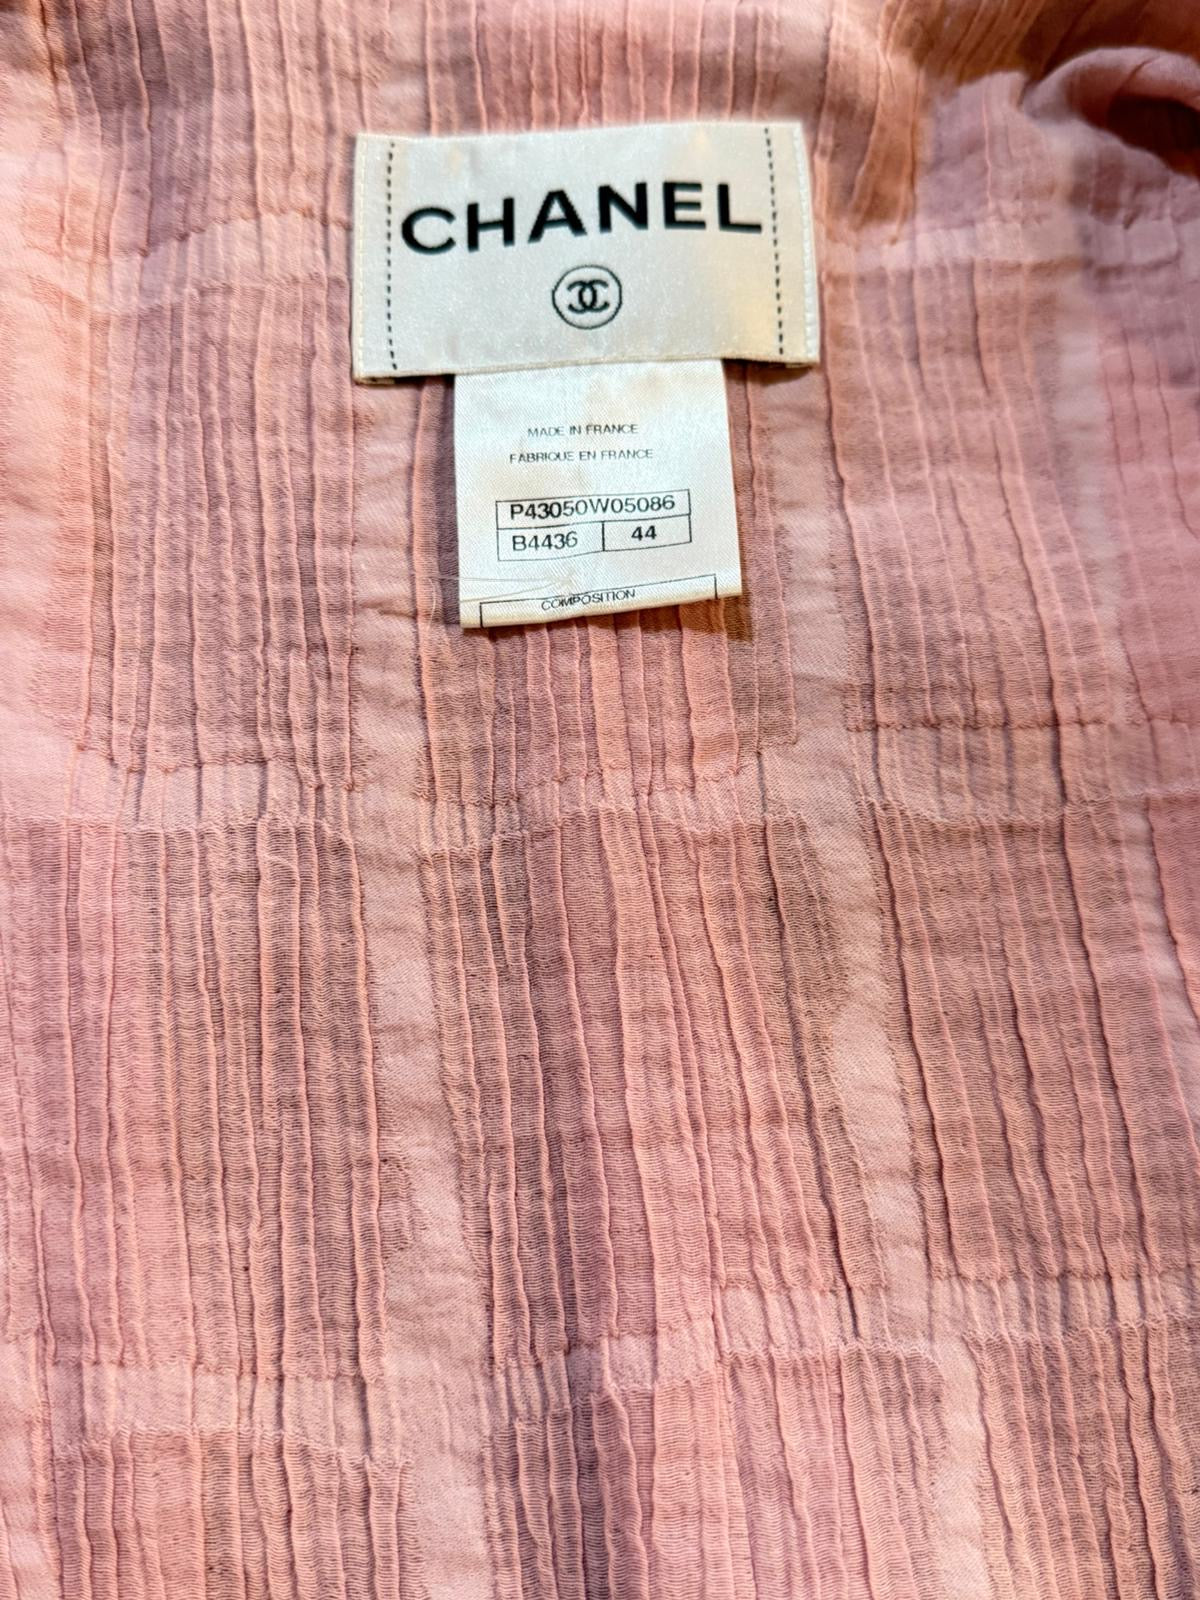 CHANEL
MADE IN FRANCE
FABRIQUE EN FRANCE
P43050W05086
B4436 44
COMPOSITION